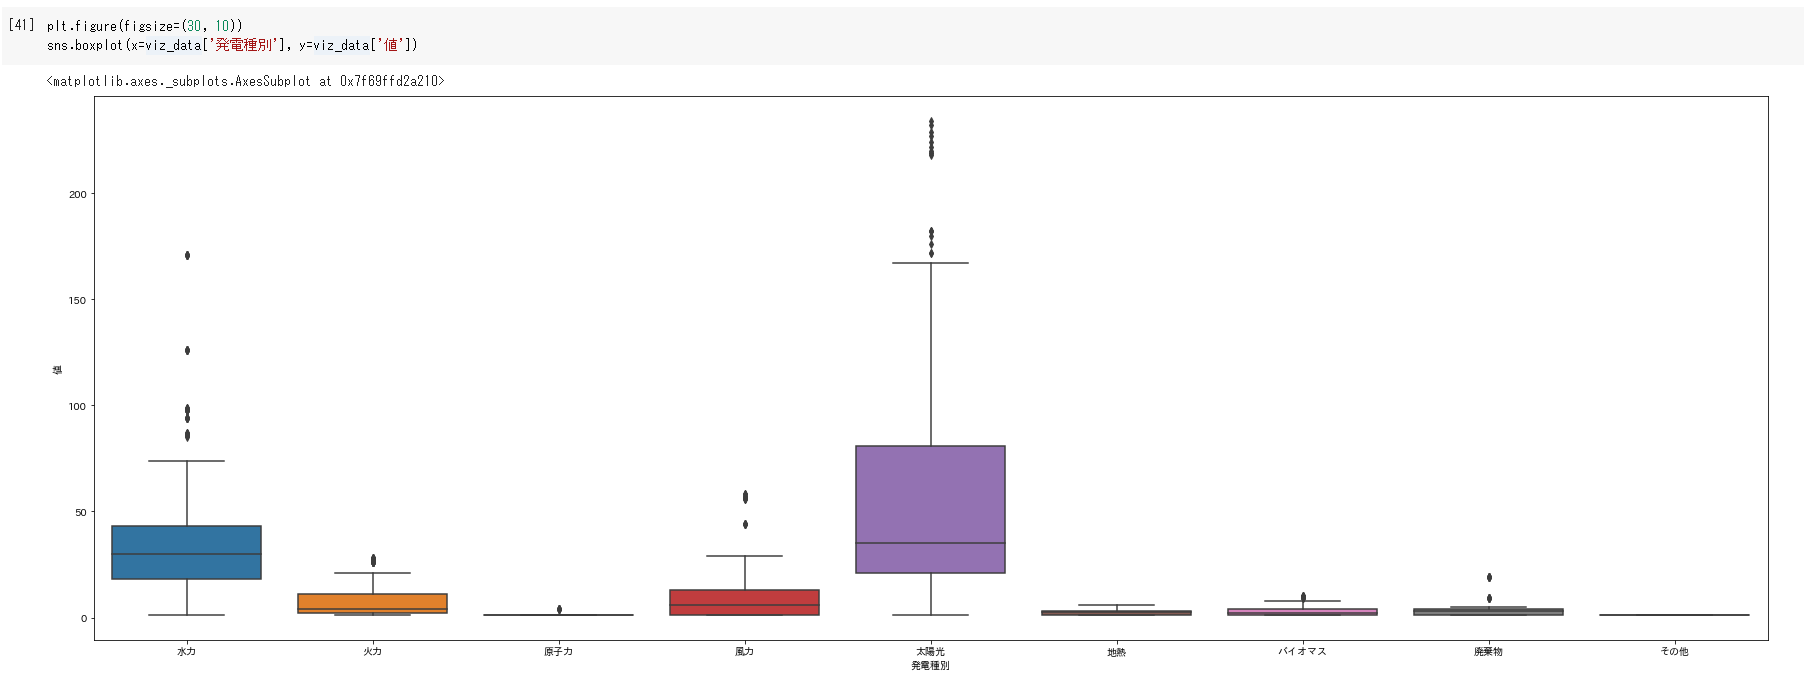 [41] plt.figure(figsize=(30, 10))
sns.boxplot(x=viz_data['発電種別'], y=viz_data['値'])
<matplotlib.axes._subplots.AxesSubplot at 0x7f69ffd2a210>
200
150
値
100
50
0
水力 火力 原子力 風力 太陽光 地熱 バイオマス 廃棄物 その他
発電種別